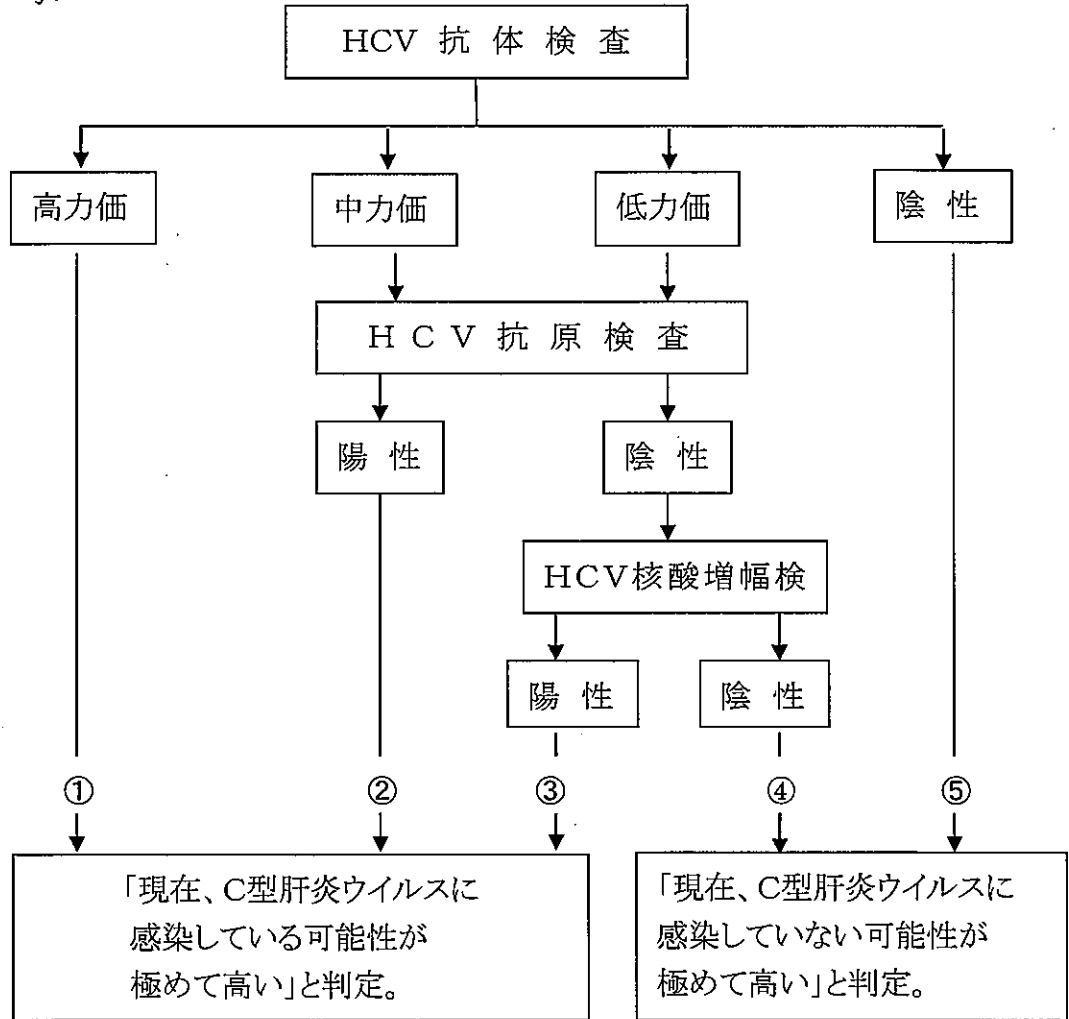 HCV 抗 体 検 査
高力価
中力価
低力価
陰 性
H C V 抗 原 検 査
陽 性
陰 性
HCV核酸増幅検
陽 性
陰 性
①
②
③
④
⑤
「現在、C型肝炎ウイルスに
感染している可能性が
極めて高い」と判定。
「現在、C型肝炎ウイルスに
感染していない可能性が
極めて高い」と判定。